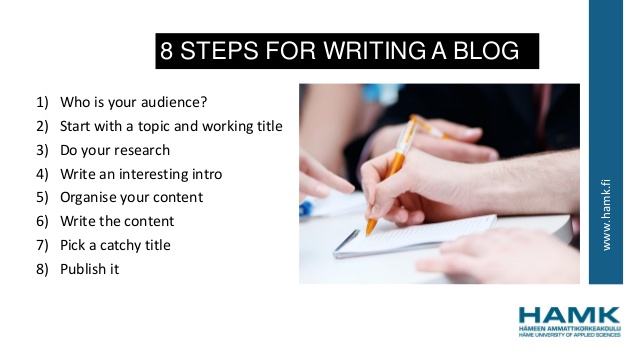 8 STEPS FOR WRITING A BLOG
1) Who is your audience?
2) Start with a topic and working title
3) Do your research
4) Write an interesting intro
5) Organise your content
6) Write the content
7) Pick a catchy title
8) Publish it
www.hamk.fi
HAMK
HÄMEEN AMMATTIKORKEAKOULU
HÄME UNIVERSITY OF APPLIED SCIENCES